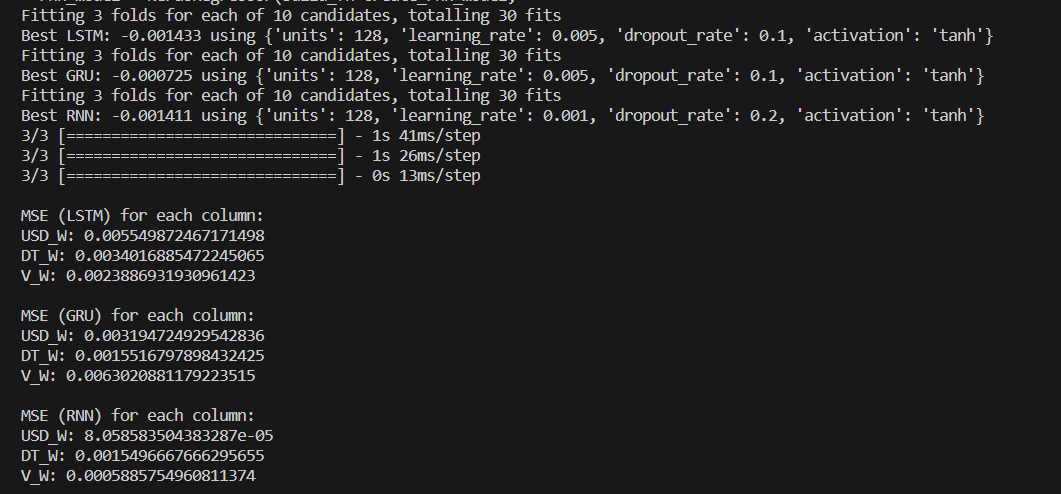 Fitting 3 folds for each of 10 candidates, totalling 30 fits
Best LSTM: -0.001433 using {'units': 128, 'learning_rate': 0.005, 'dropout_rate': 0.1, 'activation': 'tanh'}
Fitting 3 folds for each of 10 candidates, totalling 30 fits
Best GRU: -0.000725 using {'units': 128, 'learning_rate': 0.005, 'dropout_rate': 0.1, 'activation': 'tanh'}
Fitting 3 folds for each of 10 candidates, totalling 30 fits
Best RNN: -0.001411 using {'units': 128, 'learning_rate': 0.001, 'dropout_rate': 0.2, 'activation': 'tanh'}
3/3 [==============================] - 1s 41ms/step
3/3 [==============================] - 1s 26ms/step
3/3 [==============================] - 0s 13ms/step
MSE (LSTM) for each column:
USD_W: 0.005549872467171498
DT_W: 0.0034016885472245065
V_W: 0.0023886931930961423
MSE (GRU) for each column:
USD_W: 0.003194724929542836
DT_W: 0.0015516797898432425
V_W: 0.0063020881179223515
MSE (RNN) for each column:
USD_W: 8.058583504383287e-05
DT_W: 0.0015496667666295655
V_W: 0.0005885754960811374